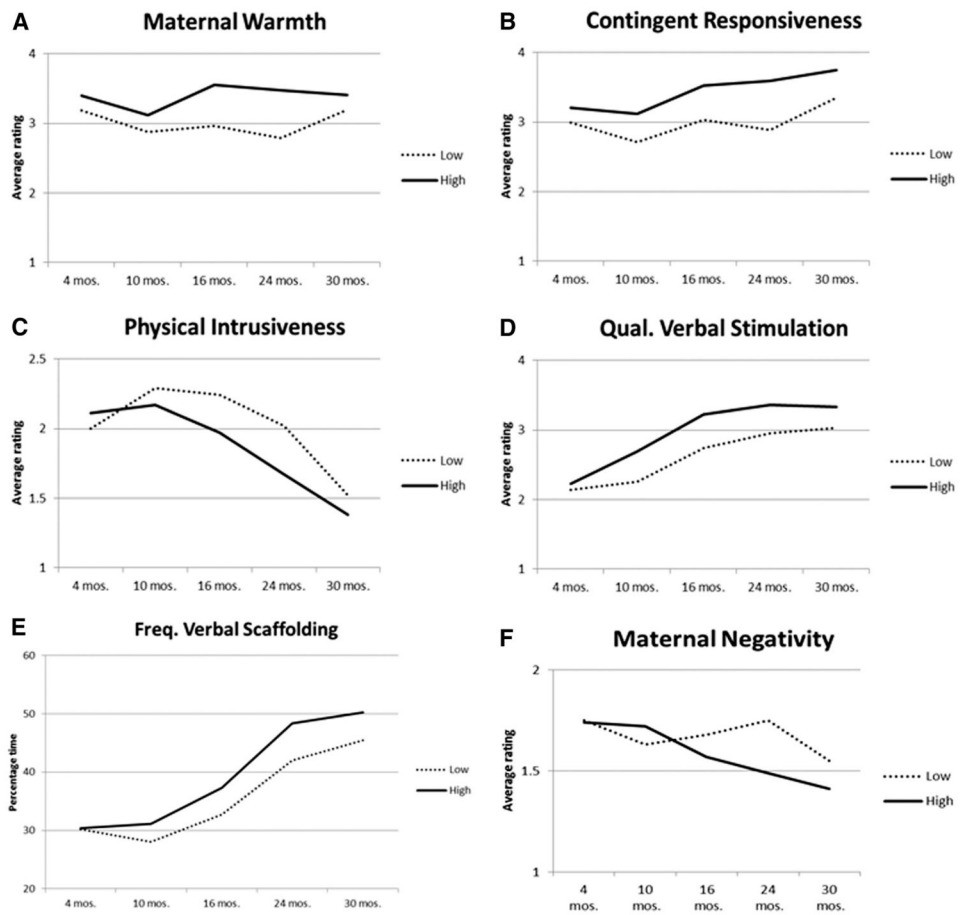 A
Maternal Warmth
4
3
2
1
Average rating
4 mos.
10 mos.
16 mos.
24 mos.
30 mos.
Low
High
B
Contingent Responsiveness
4
3
2
1
Average rating
4 mos.
10 mos.
16 mos.
24 mos.
30 mos.
Low
High
C
Physical Intrusiveness
2.5
2
1.5
1
Average rating
4 mos.
10 mos.
16 mos.
24 mos.
30 mos.
Low
High
D
Qual. Verbal Stimulation
4
3
2
1
Average rating
4 mos.
10 mos.
16 mos.
24 mos.
30 mos.
Low
High
E
Freq. Verbal Scaffolding
60
50
40
30
20
Percentage time
4 mos.
10 mos.
16 mos.
24 mos.
30 mos.
Low
High
F
Maternal Negativity
2
1.5
1
Average rating
4
mos.
10
mos.
16
mos.
24
mos.
30
mos.
Low
High